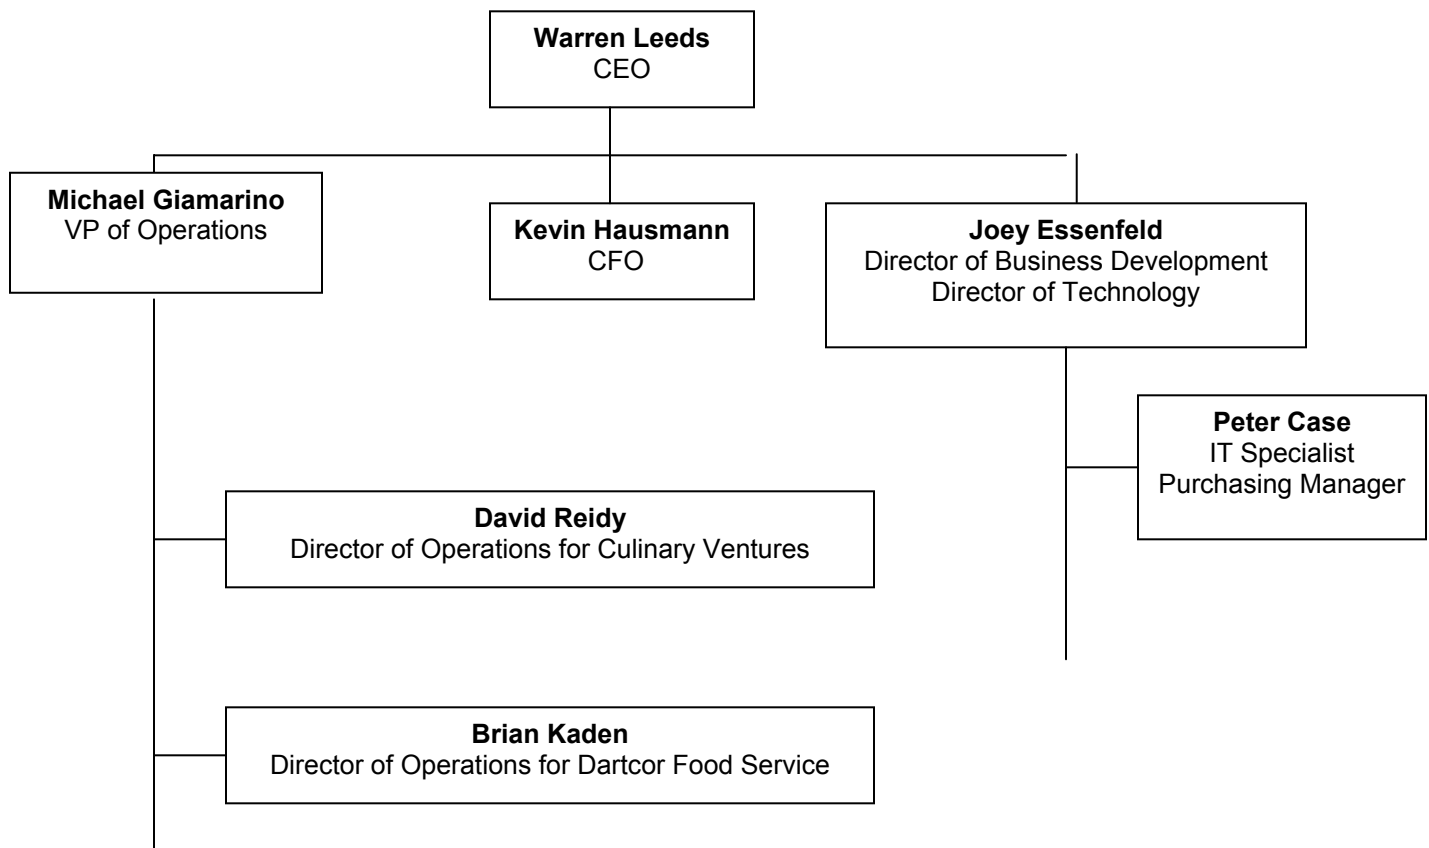 Warren Leeds
CEO
Michael Giamarino
VP of Operations
Kevin Hausmann
CFO
Joey Essenfeld
Director of Business Development
Director of Technology
Peter Case
IT Specialist
Purchasing Manager
David Reidy
Director of Operations for Culinary Ventures
Brian Kaden
Director of Operations for Dartcor Food Service